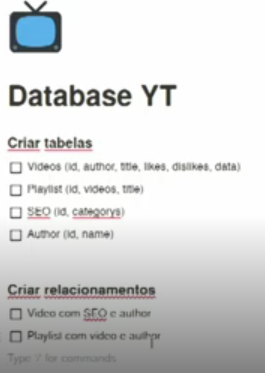 Database YT
Criar tabelas
Videos (id, author, title, likes, dislikes, data)
Playlist (id, videos, title)
SEO (id, categorys)
Author (id, name)
Criar relacionamentos
Video com SEO e author
Playlist com video e author
Type '/' for commands